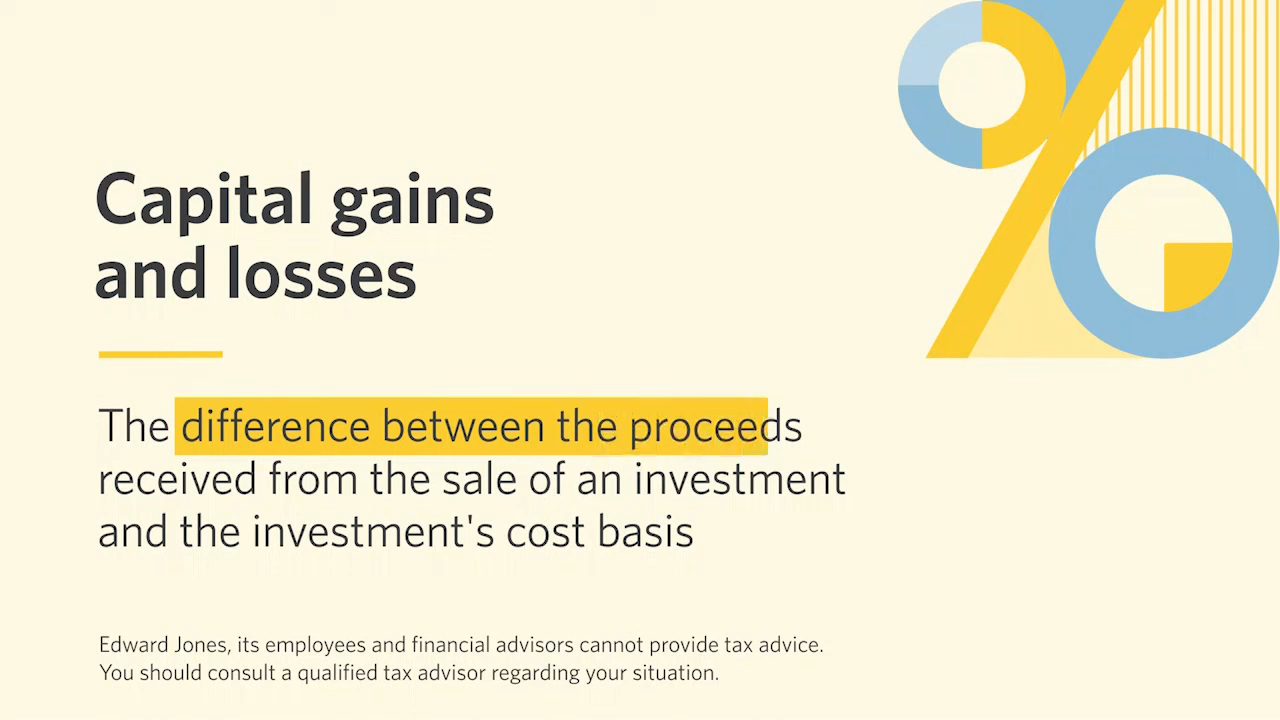 Capital gains
and losses
The difference between the proceeds
received from the sale of an investment
and the investment's cost basis
Edward Jones, its employees and financial advisors cannot provide tax advice.
You should consult a qualified tax advisor regarding your situation.